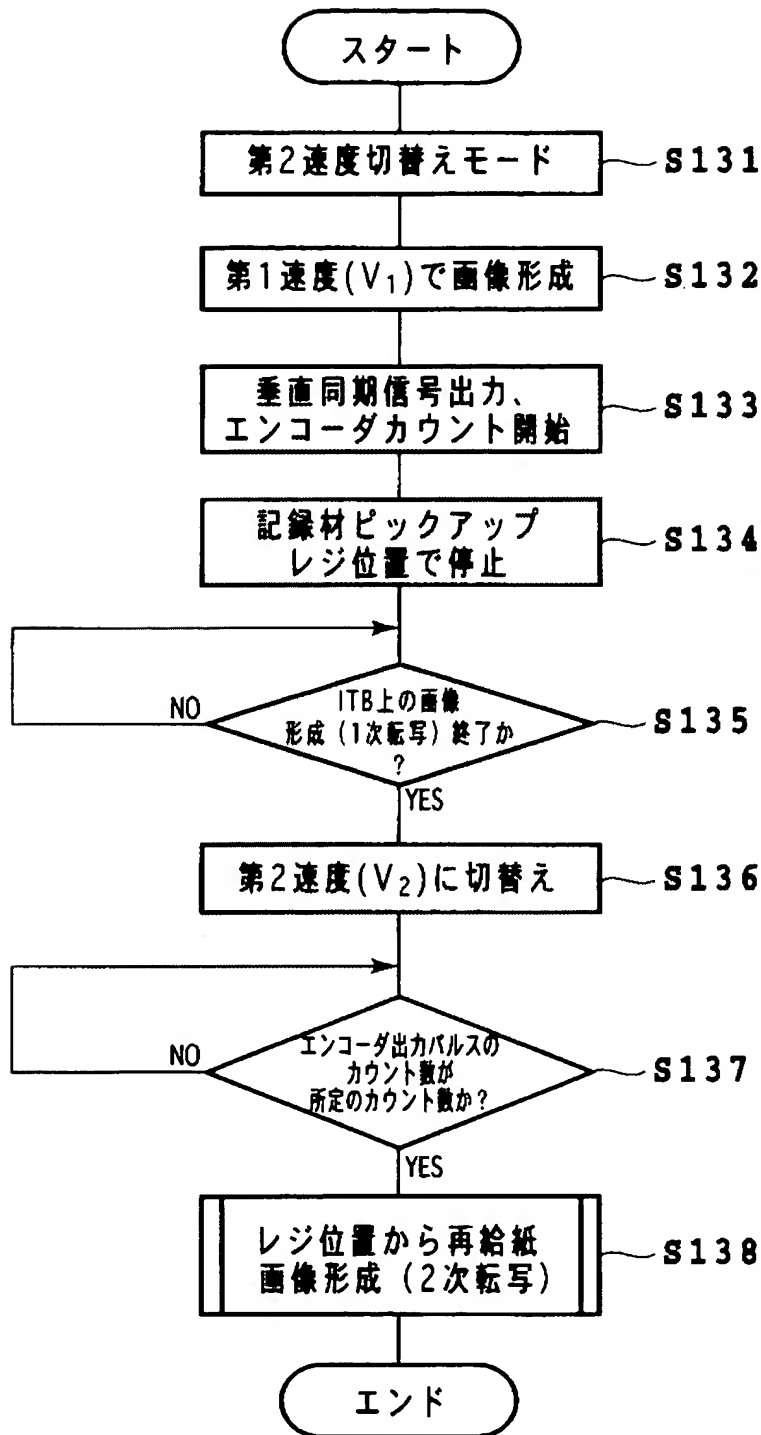 スタート
第2速度切替えモード
S131
第1速度(V₁)で画像形成
S132
垂直同期信号出力、
エンコーダカウント開始
S133
記録材ピックアップ
レジ位置で停止
S134
ITB上の画像
形成（1次転写）終了か
?
S135
NO
YES
第2速度(V₂)に切替え
S136
エンコーダ出力パルスの
カウント数が
所定のカウント数か?
S137
NO
YES
レジ位置から再給紙
画像形成（2次転写）
S138
エンド